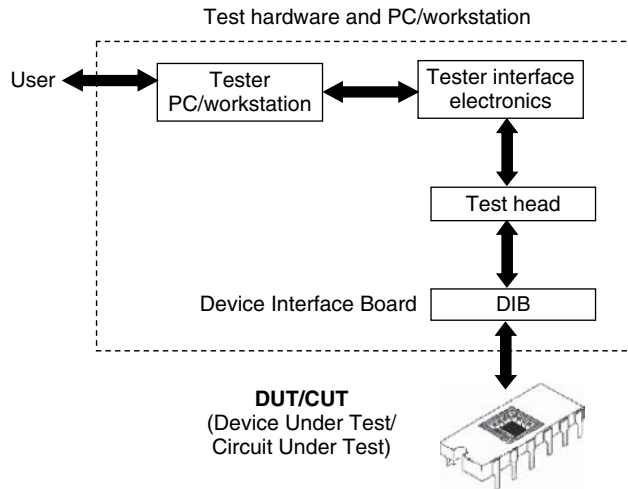 Test hardware and PC/workstation
User
Tester
PC/workstation
Tester interface
electronics
Test head
Device Interface Board
DIB
DUT/CUT
(Device Under Test/
Circuit Under Test)